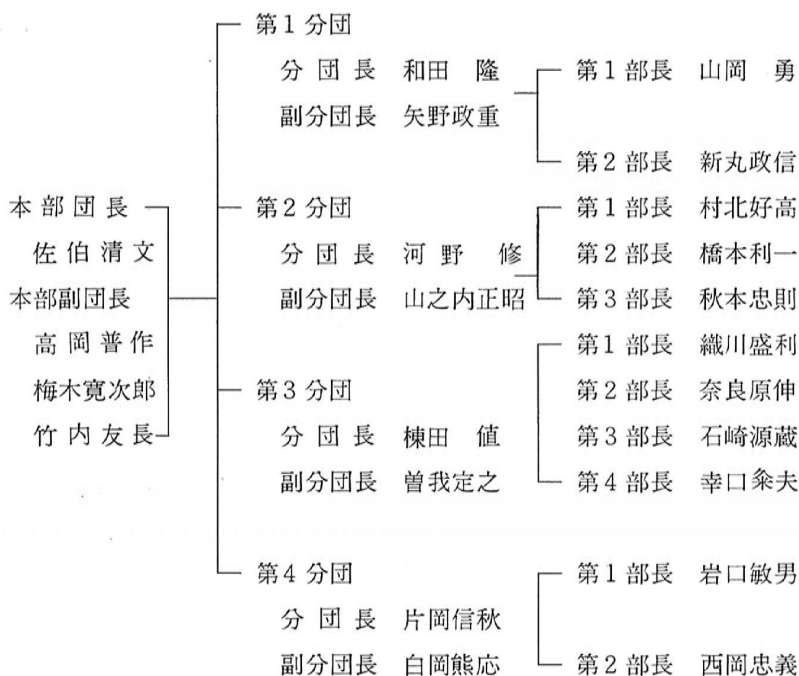 本部団長
佐伯清文
本部副団長
高岡普作
梅木寛次郎
竹内友長
第1分団
分団長 和田 隆
副分団長 矢野政重
第1部長 山岡 勇
第2部長 新丸政信
第2分団
分団長 河野 修
副分団長 山之内正昭
第1部長 村北好高
第2部長 橋本利一
第3部長 秋本忠則
第3分団
分団長 棟田 値
副分団長 曽我定之
第1部長 織川盛利
第2部長 奈良原伸
第3部長 石崎源蔵
第4部長 幸口粂夫
第4分団
分団長 片岡信秋
副分団長 白岡熊応
第1部長 岩口敏男
第2部長 西岡忠義